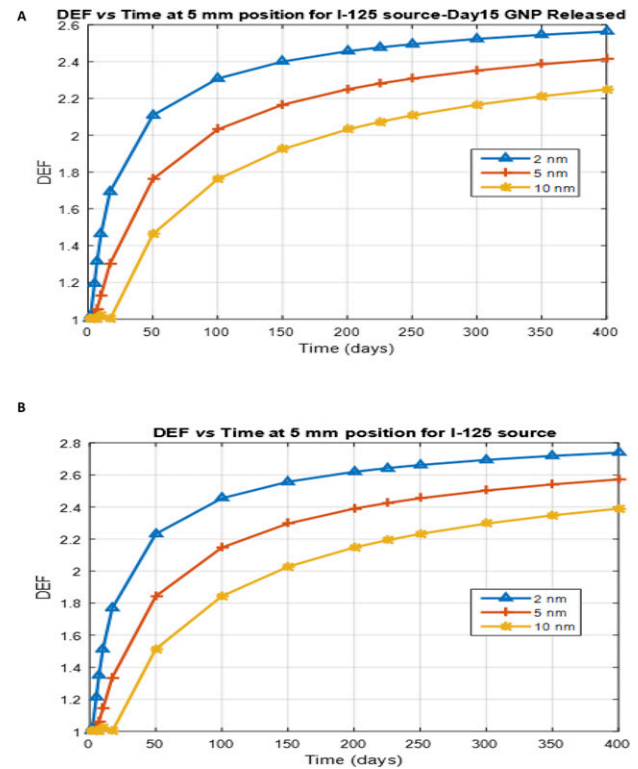 A
DEF vs Time at 5 mm position for I-125 source-Day15 GNP Released
2.6
2.4
2.2
2
1.8
1.6
1.4
1.2
1
DEF
2 nm
5 nm
10 nm
0 50 100 150 200 250 300 350 400
Time (days)
B
DEF vs Time at 5 mm position for I-125 source
2.8
2.6
2.4
2.2
2
1.8
1.6
1.4
1.2
1
DEF
2 nm
5 nm
10 nm
0 50 100 150 200 250 300 350 400
Time (days)